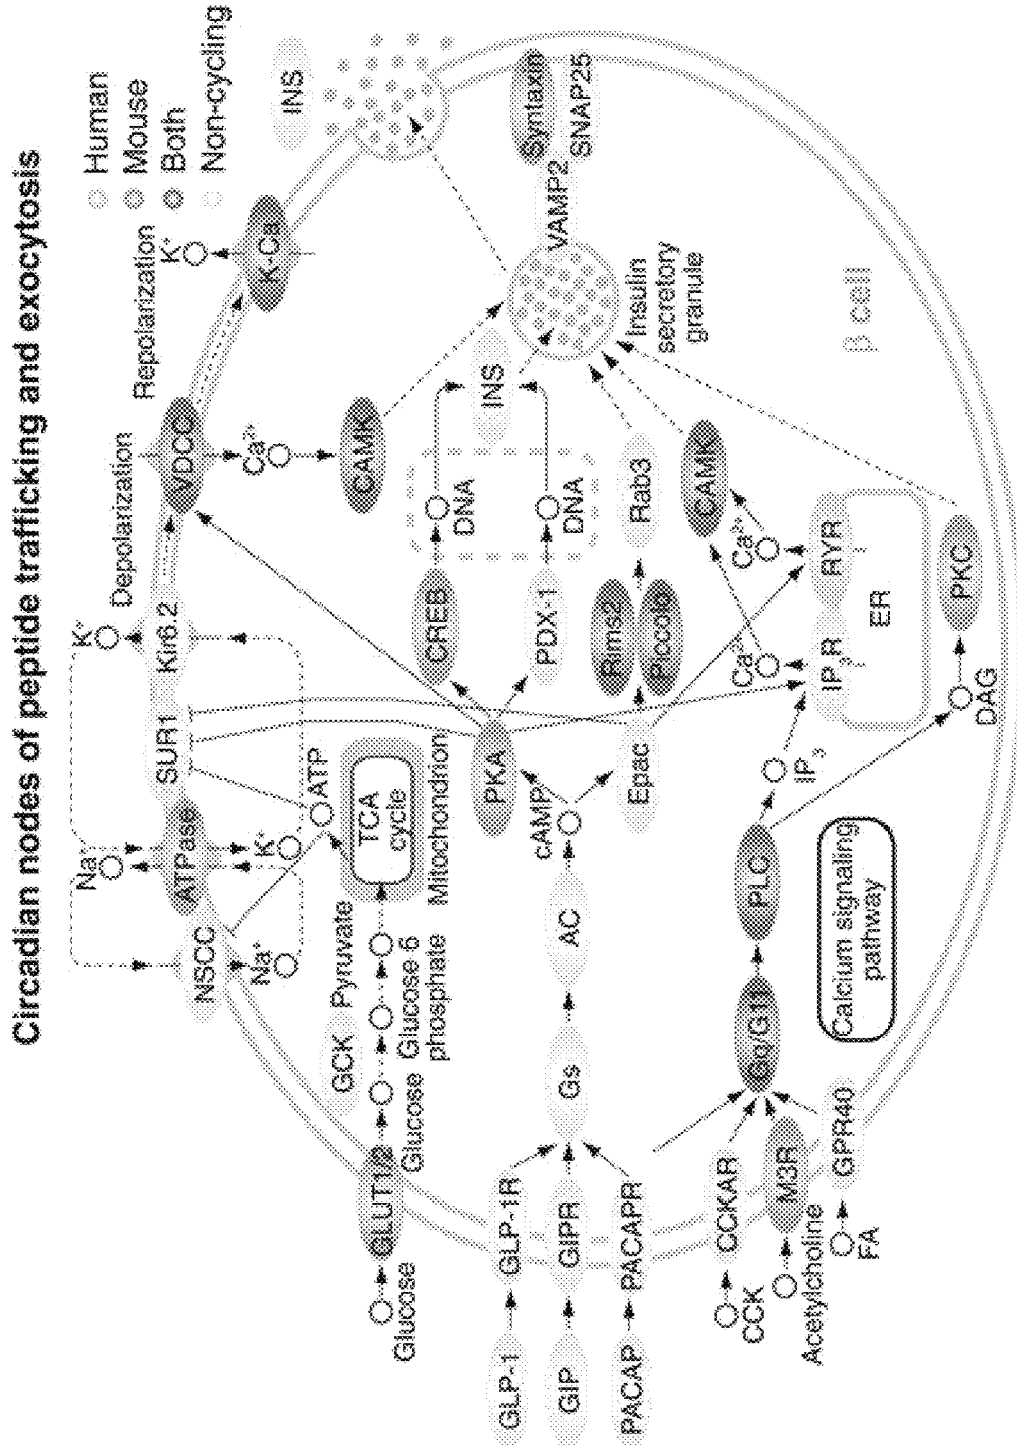 Circadian nodes of peptide trafficking and exocytosis
Human
Mouse
Both
Non-cycling
Depolarization
Repolarization
Na⁺
K⁺
K⁺
NSCC
ATPase
SUR1
Kir6.2
VDCC
K-Ca
INS
Na⁺
K⁺
Ca²⁺
ATP
CAMK
GCK
Pyruvate
TCA
cycle
Mitochondrion
Glucose
GLUT1/2
Glucose
Glucose 6
phosphate
PKA
CREB
DNA
INS
PDX-1
DNA
cAMP
Epac
Rims2
Piccolo
Rab3
Insulin
secretory
granule
VAMP2
Syntaxin
SNAP25
GLP-1
GLP-1R
GIP
GIPR
Gs
AC
PACAP
PACAPR
CAMK
Ca²⁺
Ca²⁺
IP₃R
RYR
ER
β cell
CCK
CCKAR
Gq/G11
PLC
IP₃
DAG
PKC
Acetylcholine
M3R
FA
GPR40
Calcium signaling
pathway